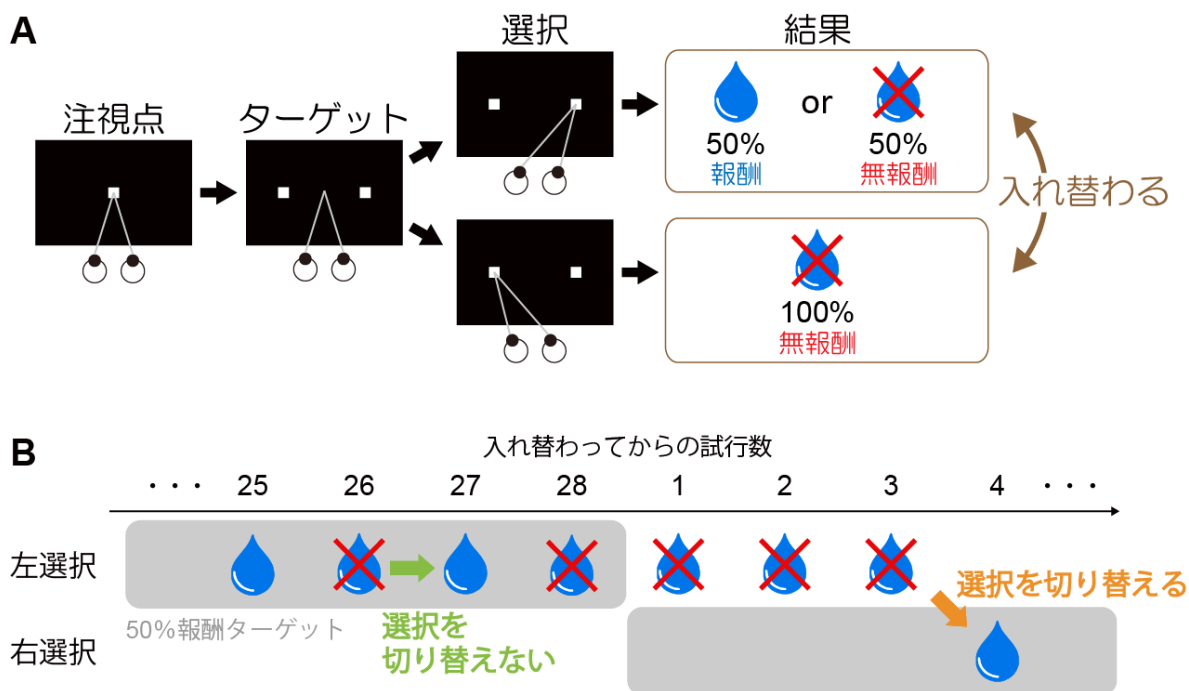 A
注視点
ターゲット
選択
結果
50%
報酬
or
50%
無報酬
100%
無報酬
入れ替わる
B
入れ替わってからの試行数
・・・ 25 26 27 28 1 2 3 4 ・・・
左選択
50%報酬ターゲット
選択を
切り替えない
選択を切り替える
右選択